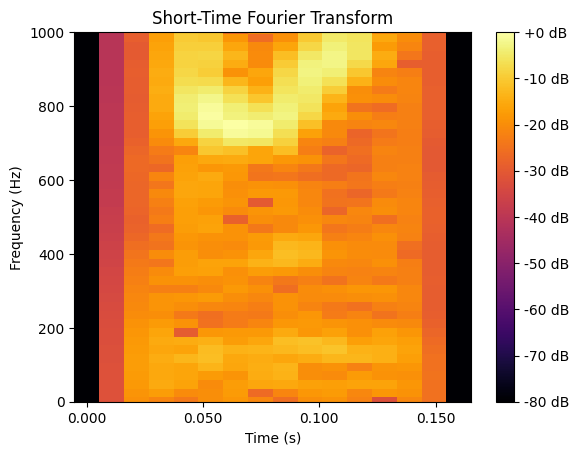 Short-Time Fourier Transform
1000
800
600
400
200
0
Frequency (Hz)
0.000
0.050
0.100
0.150
Time (s)
+0 dB
-10 dB
-20 dB
-30 dB
-40 dB
-50 dB
-60 dB
-70 dB
-80 dB